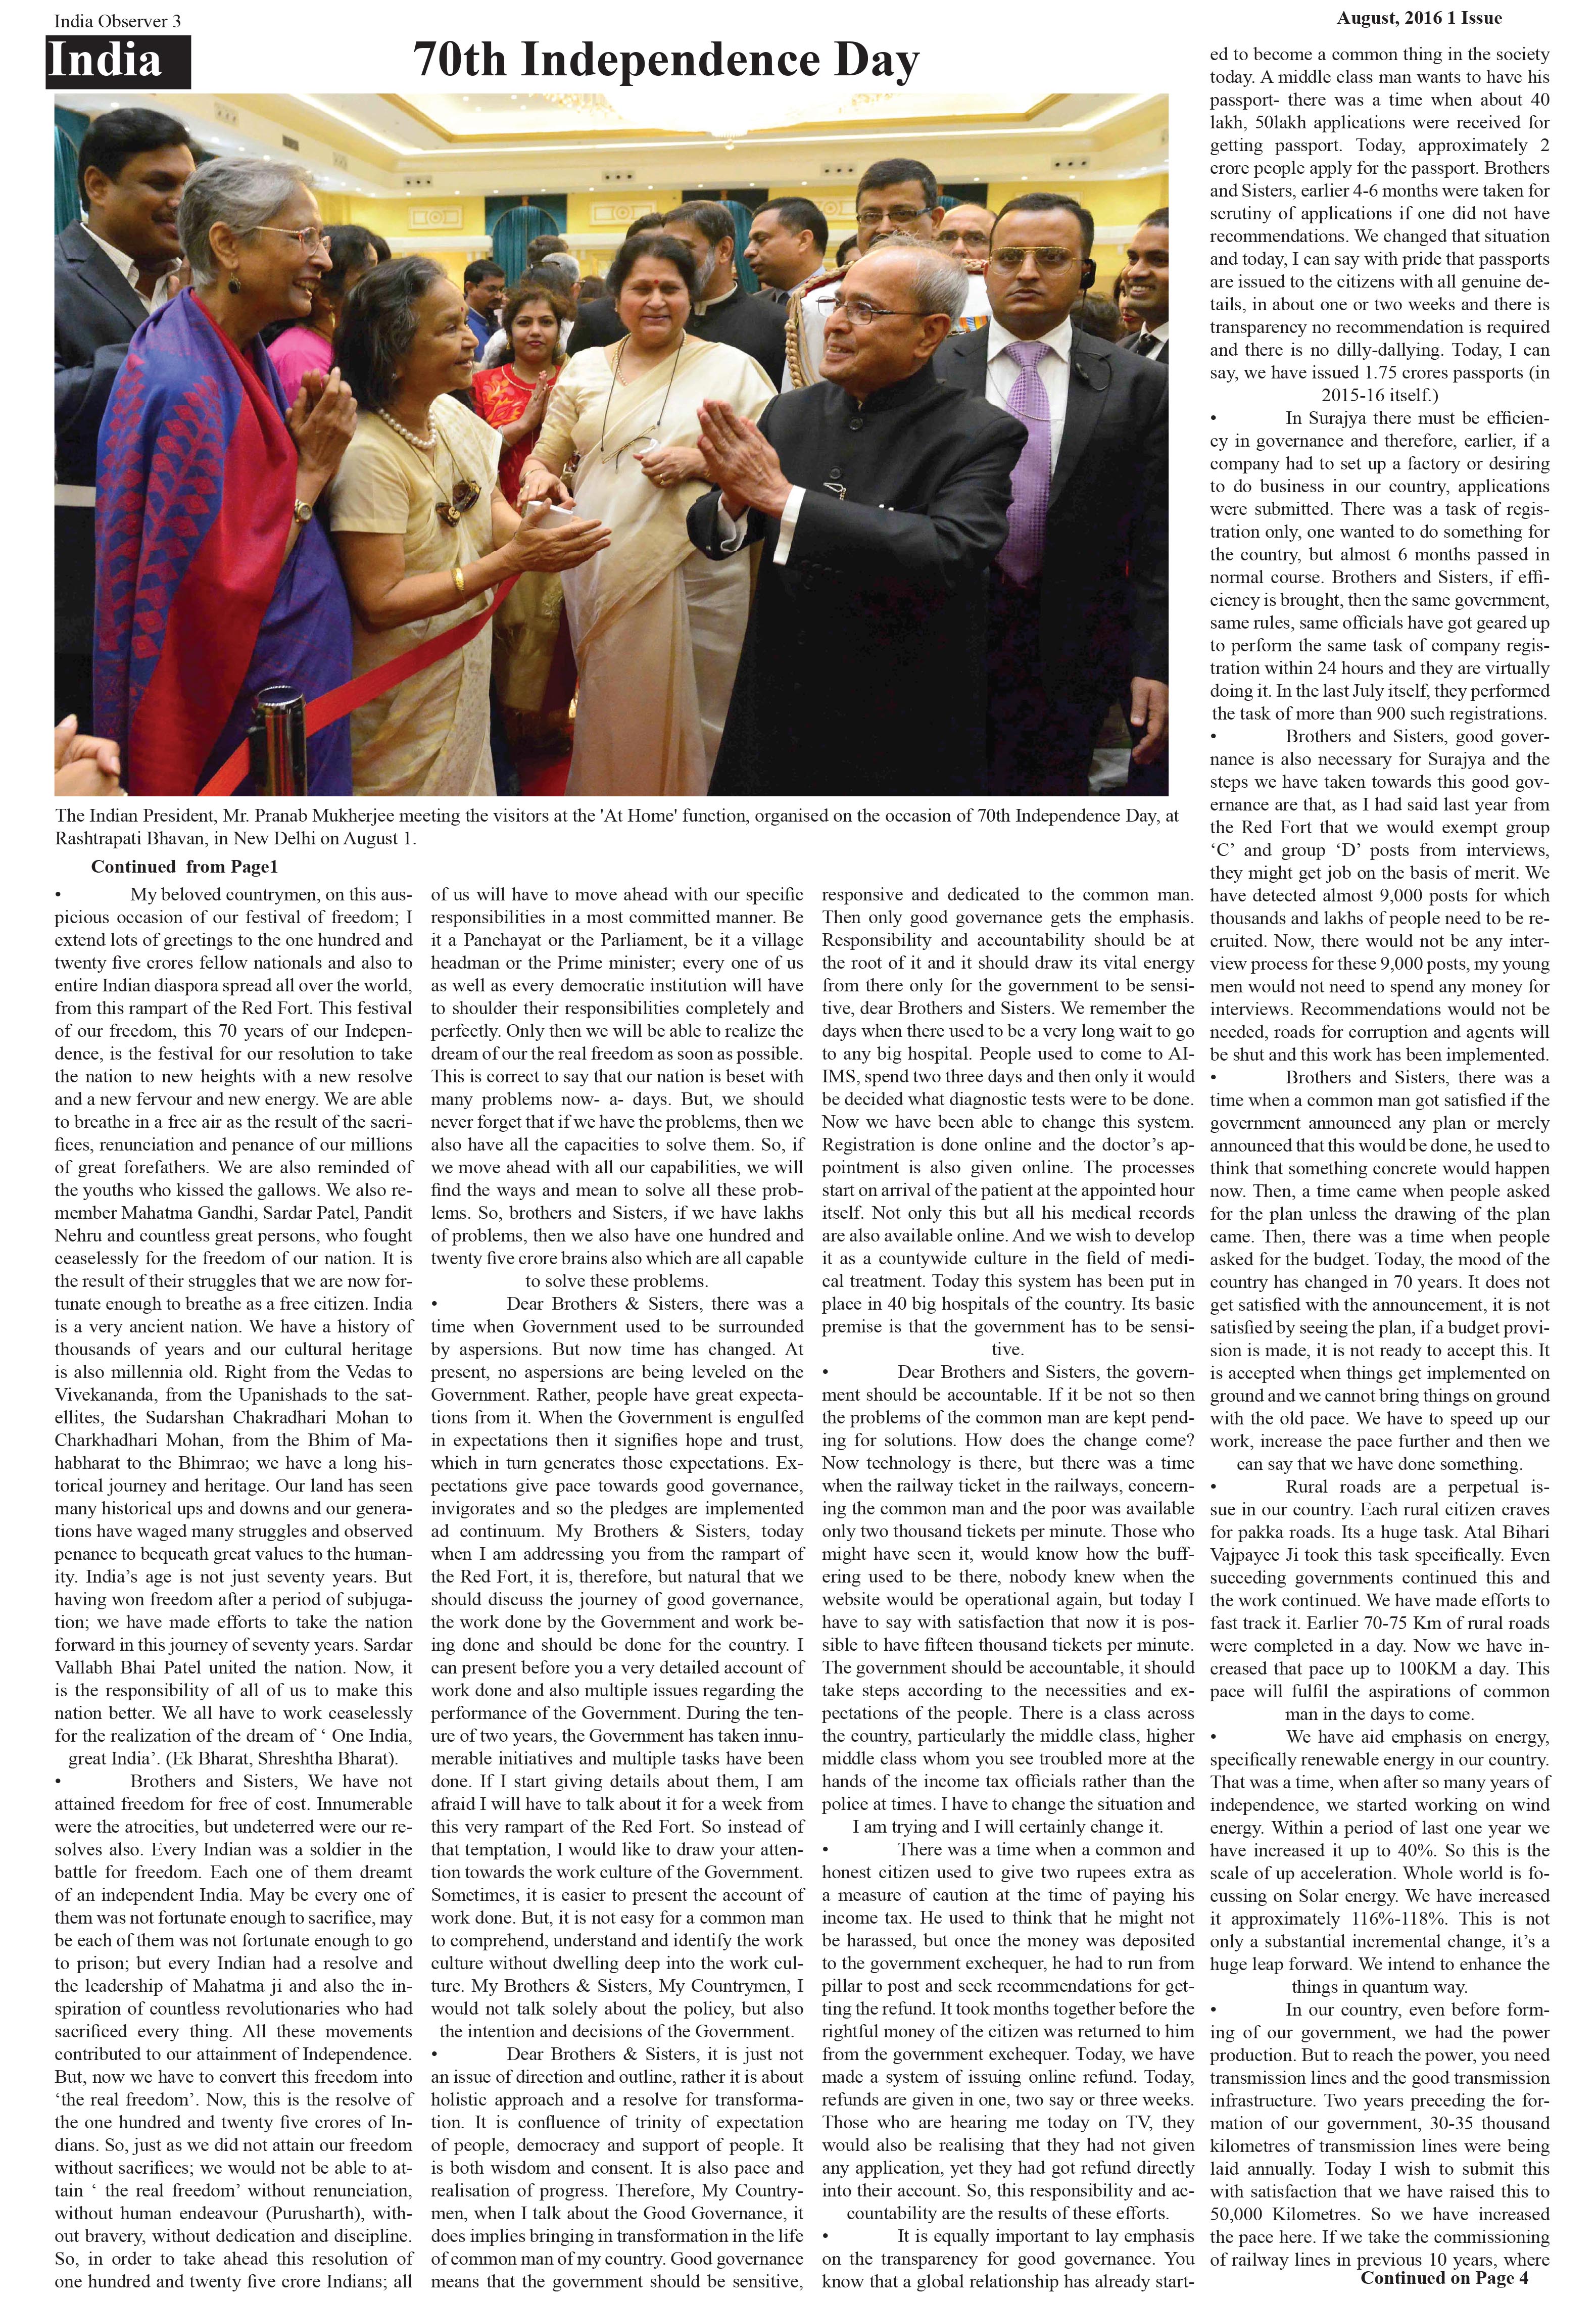 India Observer 3
August, 2016 1 Issue
India
70th Independence Day
The Indian President, Mr. Pranab Mukherjee meeting the visitors at the 'At Home' function, organised on the occasion of 70th Independence Day, at
Rashtrapati Bhavan, in New Delhi on August 1.
Continued from Page1
• My beloved countrymen, on this aus-
picious occasion of our festival of freedom; I
extend lots of greetings to the one hundred and
twenty five crores fellow nationals and also to
entire Indian diaspora spread all over the world,
from this rampart of the Red Fort. This festival
of our freedom, this 70 years of our Indepen-
dence, is the festival for our resolution to take
the nation to new heights with a new resolve
and a new fervour and new energy. We are able
to breathe in a free air as the result of the sacri-
fices, renunciation and penance of our millions
of great forefathers. We are also reminded of
the youths who kissed the gallows. We also re-
member Mahatma Gandhi, Sardar Patel, Pandit
Nehru and countless great persons, who fought
ceaselessly for the freedom of our nation. It is
the result of their struggles that we are now for-
tunate enough to breathe as a free citizen. India
is a very ancient nation. We have a history of
thousands of years and our cultural heritage
is also millennia old. Right from the Vedas to
Vivekananda, from the Upanishads to the sat-
ellites, the Sudarshan Chakradhari Mohan to
Charkhadhari Mohan, from the Bhim of Ma-
habharat to the Bhimrao; we have a long his-
torical journey and heritage. Our land has seen
many historical ups and downs and our genera-
tions have waged many struggles and observed
penance to bequeath great values to the human-
ity. India’s age is not just seventy years. But
having won freedom after a period of subjuga-
tion; we have made efforts to take the nation
forward in this journey of seventy years. Sardar
Vallabh Bhai Patel united the nation. Now, it
is the responsibility of all of us to make this
nation better. We all have to work ceaselessly
for the realization of the dream of ‘ One India,
great India’. (Ek Bharat, Shreshtha Bharat).
• Brothers and Sisters, We have not
attained freedom for free of cost. Innumerable
were the atrocities, but undeterred were our re-
solves also. Every Indian was a soldier in the
battle for freedom. Each one of them dreamt
of an independent India. May be every one of
them was not fortunate enough to sacrifice, may
be each of them was not fortunate enough to go
to prison; but every Indian had a resolve and
the leadership of Mahatma ji and also the in-
spiration of countless revolutionaries who had
sacrificed every thing. All these movements
contributed to our attainment of Independence.
But, now we have to convert this freedom into
‘the real freedom’. Now, this is the resolve of
the one hundred and twenty five crores of In-
dians. So, just as we did not attain our freedom
without sacrifices; we would not be able to at-
tain ‘ the real freedom’ without renunciation,
without human endeavour (Purusharth), with-
out bravery, without dedication and discipline.
So, in order to take ahead this resolution of
one hundred and twenty five crore Indians; all
of us will have to move ahead with our specific
responsibilities in a most committed manner. Be
it a Panchayat or the Parliament, be it a village
headman or the Prime minister; every one of us
as well as every democratic institution will have
to shoulder their responsibilities completely and
perfectly. Only then we will be able to realize the
dream of our the real freedom as soon as possible.
This is correct to say that our nation is beset with
many problems now- a- days. But, we should
never forget that if we have the problems, then we
also have all the capacities to solve them. So, if
we move ahead with all our capabilities, we will
find the ways and mean to solve all these prob-
lems. So, brothers and Sisters, if we have lakhs
of problems, then we also have one hundred and
twenty five crore brains also which are all capable
to solve these problems.
• Dear Brothers & Sisters, there was a
time when Government used to be surrounded
by aspersions. But now time has changed. At
present, no aspersions are being leveled on the
Government. Rather, people have great expecta-
tions from it. When the Government is engulfed
in expectations then it signifies hope and trust,
which in turn generates those expectations. Ex-
pectations give pace towards good governance,
invigorates and so the pledges are implemented
ad continuum. My Brothers & Sisters, today
when I am addressing you from the rampart of
the Red Fort, it is, therefore, but natural that we
should discuss the journey of good governance,
the work done by the Government and work be-
ing done and should be done for the country. I
can present before you a very detailed account of
work done and also multiple issues regarding the
performance of the Government. During the ten-
ure of two years, the Government has taken innu-
merable initiatives and multiple tasks have been
done. If I start giving details about them, I am
afraid I will have to talk about it for a week from
this very rampart of the Red Fort. So instead of
that temptation, I would like to draw your atten-
tion towards the work culture of the Government.
Sometimes, it is easier to present the account of
work done. But, it is not easy for a common man
to comprehend, understand and identify the work
culture without dwelling deep into the work cul-
ture. My Brothers & Sisters, My Countrymen, I
would not talk solely about the policy, but also
the intention and decisions of the Government.
• Dear Brothers & Sisters, it is just not
an issue of direction and outline, rather it is about
holistic approach and a resolve for transforma-
tion. It is confluence of trinity of expectation
of people, democracy and support of people. It
is both wisdom and consent. It is also pace and
realisation of progress. Therefore, My Country-
men, when I talk about the Good Governance, it
does implies bringing in transformation in the life
of common man of my country. Good governance
means that the government should be sensitive,
responsive and dedicated to the common man.
Then only good governance gets the emphasis.
Responsibility and accountability should be at
the root of it and it should draw its vital energy
from there only for the government to be sensi-
tive, dear Brothers and Sisters. We remember the
days when there used to be a very long wait to go
to any big hospital. People used to come to AI-
IMS, spend two three days and then only it would
be decided what diagnostic tests were to be done.
Now we have been able to change this system.
Registration is done online and the doctor’s ap-
pointment is also given online. The processes
start on arrival of the patient at the appointed hour
itself. Not only this but all his medical records
are also available online. And we wish to develop
it as a countywide culture in the field of medi-
cal treatment. Today this system has been put in
place in 40 big hospitals of the country. Its basic
premise is that the government has to be sensi-
tive.
• Dear Brothers and Sisters, the govern-
ment should be accountable. If it be not so then
the problems of the common man are kept pend-
ing for solutions. How does the change come?
Now technology is there, but there was a time
when the railway ticket in the railways, concern-
ing the common man and the poor was available
only two thousand tickets per minute. Those who
might have seen it, would know how the buff-
ering used to be there, nobody knew when the
website would be operational again, but today I
have to say with satisfaction that now it is pos-
sible to have fifteen thousand tickets per minute.
The government should be accountable, it should
take steps according to the necessities and ex-
pectations of the people. There is a class across
the country, particularly the middle class, higher
middle class whom you see troubled more at the
hands of the income tax officials rather than the
police at times. I have to change the situation and
I am trying and I will certainly change it.
• There was a time when a common and
honest citizen used to give two rupees extra as
a measure of caution at the time of paying his
income tax. He used to think that he might not
be harassed, but once the money was deposited
to the government exchequer, he had to run from
pillar to post and seek recommendations for get-
ting the refund. It took months together before the
rightful money of the citizen was returned to him
from the government exchequer. Today, we have
made a system of issuing online refund. Today,
refunds are given in one, two say or three weeks.
Those who are hearing me today on TV, they
would also be realising that they had not given
any application, yet they had got refund directly
into their account. So, this responsibility and ac-
countability are the results of these efforts.
• It is equally important to lay emphasis
on the transparency for good governance. You
know that a global relationship has already start-
ed to become a common thing in the society
today. A middle class man wants to have his
passport- there was a time when about 40
lakh, 50lakh applications were received for
getting passport. Today, approximately 2
crore people apply for the passport. Brothers
and Sisters, earlier 4-6 months were taken for
scrutiny of applications if one did not have
recommendations. We changed that situation
and today, I can say with pride that passports
are issued to the citizens with all genuine de-
tails, in about one or two weeks and there is
transparency no recommendation is required
and there is no dilly-dallying. Today, I can
say, we have issued 1.75 crores passports (in
2015-16 itself.)
• In Surajya there must be efficien-
cy in governance and therefore, earlier, if a
company had to set up a factory or desiring
to do business in our country, applications
were submitted. There was a task of regis-
tration only, one wanted to do something for
the country, but almost 6 months passed in
normal course. Brothers and Sisters, if effi-
ciency is brought, then the same government,
same rules, same officials have got geared up
to perform the same task of company regis-
tration within 24 hours and they are virtually
doing it. In the last July itself, they performed
the task of more than 900 such registrations.
• Brothers and Sisters, good gover-
nance is also necessary for Surajya and the
steps we have taken towards this good gov-
ernance are that, as I had said last year from
the Red Fort that we would exempt group
‘C’ and group ‘D’ posts from interviews,
they might get job on the basis of merit. We
have detected almost 9,000 posts for which
thousands and lakhs of people need to be re-
cruited. Now, there would not be any inter-
view process for these 9,000 posts, my young
men would not need to spend any money for
interviews. Recommendations would not be
needed, roads for corruption and agents will
be shut and this work has been implemented.
• Brothers and Sisters, there was a
time when a common man got satisfied if the
government announced any plan or merely
announced that this would be done, he used to
think that something concrete would happen
now. Then, a time came when people asked
for the plan unless the drawing of the plan
came. Then, there was a time when people
asked for the budget. Today, the mood of the
country has changed in 70 years. It does not
get satisfied with the announcement, it is not
satisfied by seeing the plan, if a budget provi-
sion is made, it is not ready to accept this. It
is accepted when things get implemented on
ground and we cannot bring things on ground
with the old pace. We have to speed up our
work, increase the pace further and then we
can say that we have done something.
• Rural roads are a perpetual is-
sue in our country. Each rural citizen craves
for pakka roads. Its a huge task. Atal Bihari
Vajpayee Ji took this task specifically. Even
succeding governments continued this and
the work continued. We have made efforts to
fast track it. Earlier 70-75 Km of rural roads
were completed in a day. Now we have in-
creased that pace up to 100KM a day. This
pace will fulfil the aspirations of common
man in the days to come.
• We have aid emphasis on energy,
specifically renewable energy in our country.
That was a time, when after so many years of
independence, we started working on wind
energy. Within a period of last one year we
have increased it up to 40%. So this is the
scale of up acceleration. Whole world is fo-
cussing on Solar energy. We have increased
it approximately 116%-118%. This is not
only a substantial incremental change, it’s a
huge leap forward. We intend to enhance the
things in quantum way.
• In our country, even before form-
ing of our government, we had the power
production. But to reach the power, you need
transmission lines and the good transmission
infrastructure. Two years preceding the for-
mation of our government, 30-35 thousand
kilometres of transmission lines were being
laid annually. Today I wish to submit this
with satisfaction that we have raised this to
50,000 Kilometres. So we have increased
the pace here. If we take the commissioning
of railway lines in previous 10 years, where
Continued on Page 4